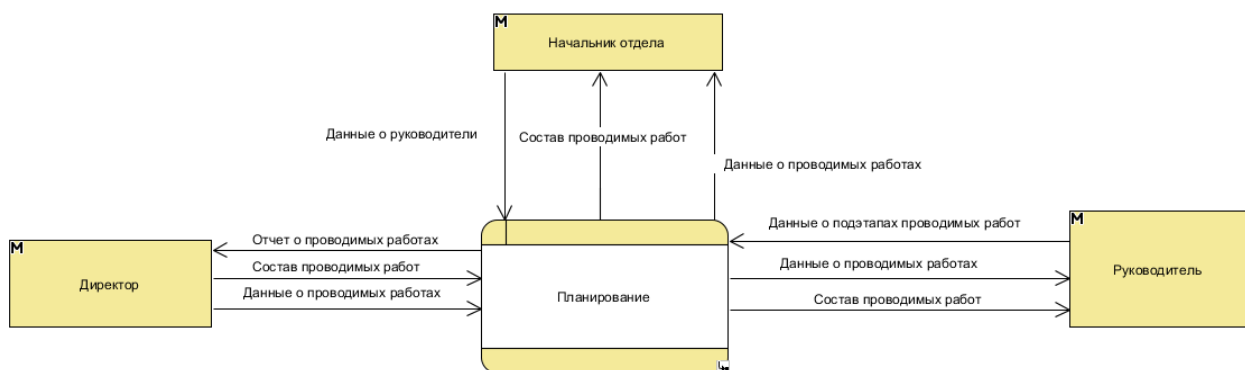 M
Начальник отдела
Данные о руководители
Состав проводимых работ
Данные о проводимых работах
M
Директор
Отчет о проводимых работах
Состав проводимых работ
Данные о проводимых работах
Планирование
Данные о подэтапах проводимых работ
Данные о проводимых работах
Состав проводимых работ
M
Руководитель